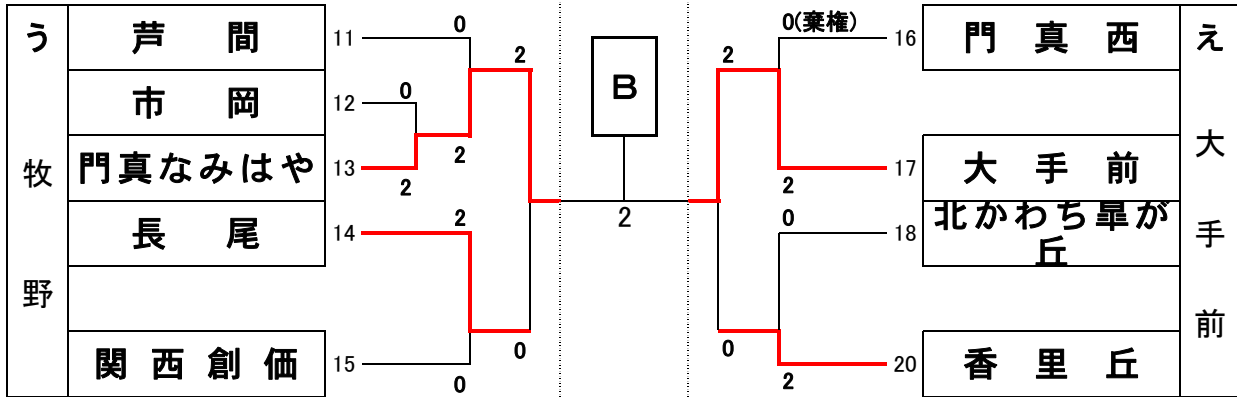 う 牧 野
芦 間
市 岡
門真なみはや
長 尾
関 西 創 価
11
12
13
14
15
0
2
0
2
2
2
0
0
B
2
0(棄権)
2
2
0
0
2
16
17
18
20
門 真 西
大 手 前
北かわち皐が
丘
香 里 丘
え 大 手 前